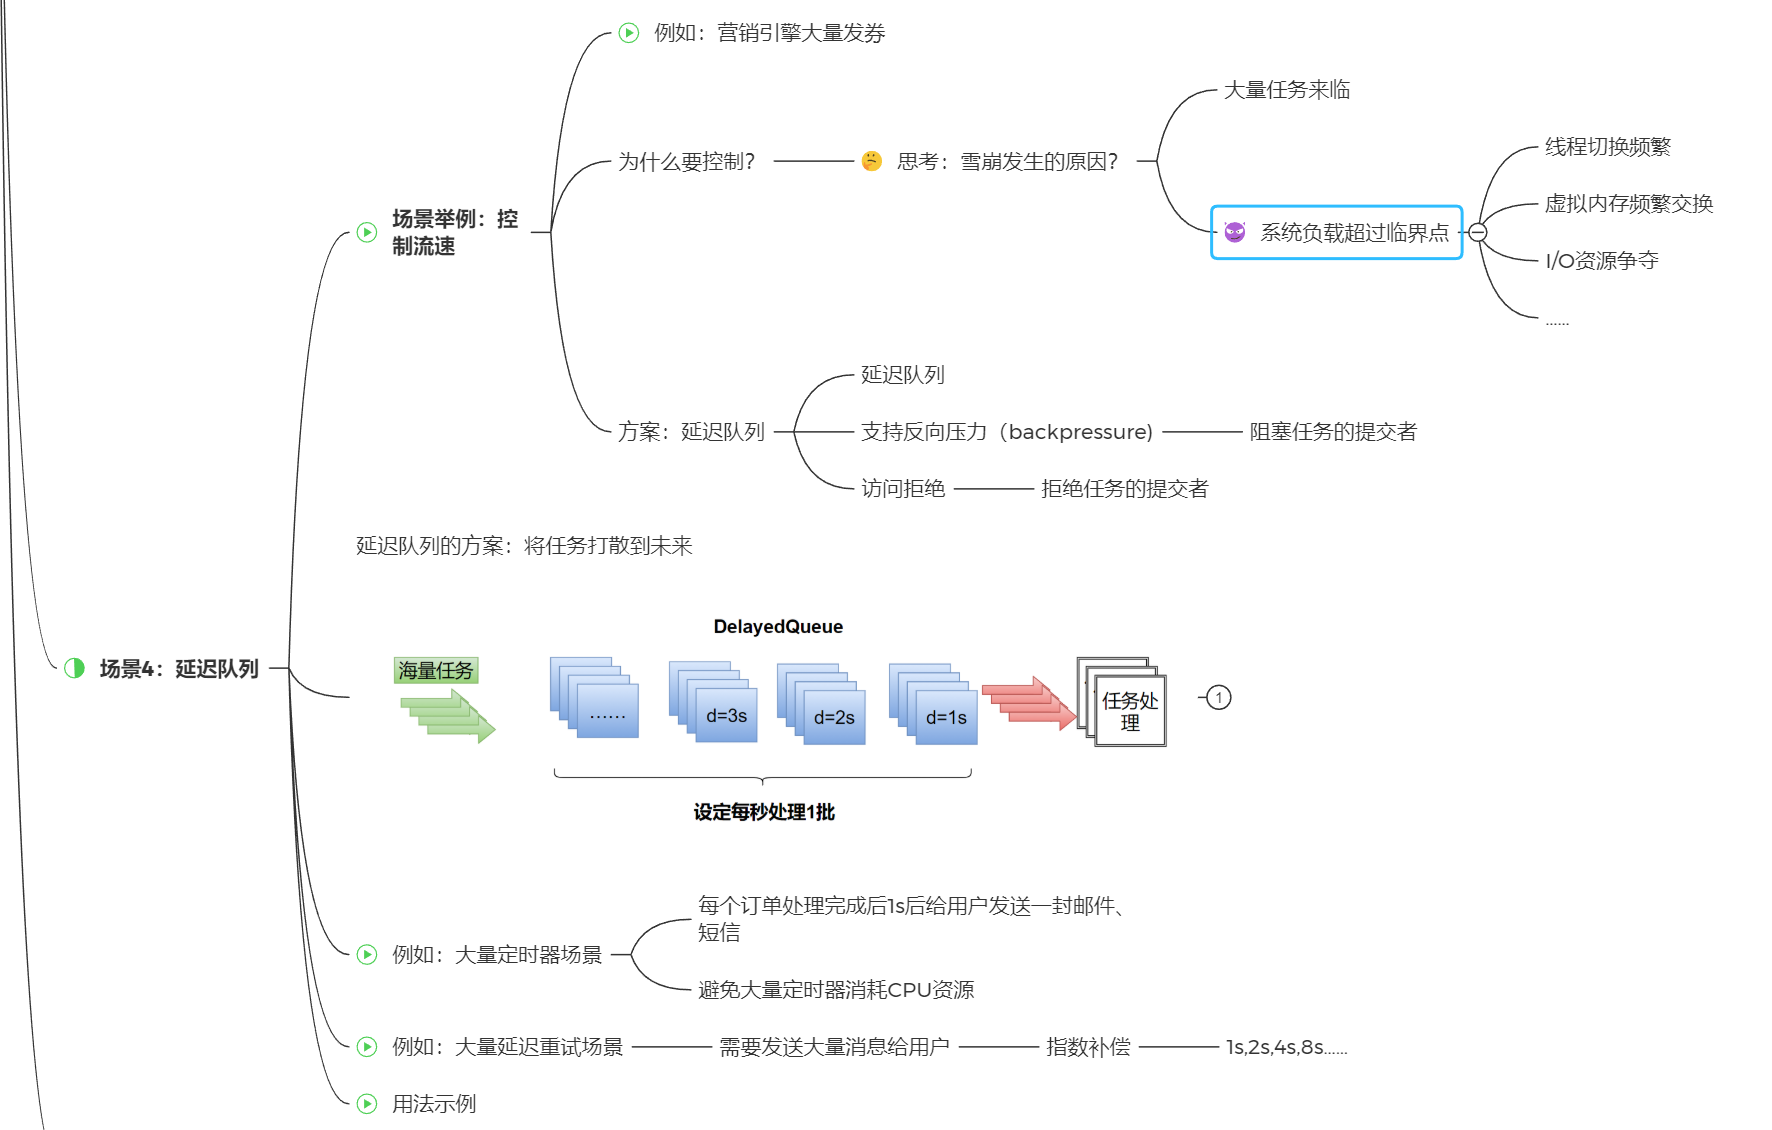 例如：营销引擎大量发券
大量任务来临
为什么要控制？
思考：雪崩发生的原因？
线程切换频繁
虚拟内存频繁交换
场景举例：控
制流速
系统负载超过临界点
I/O资源争夺
......
延迟队列
方案：延迟队列
支持反向压力（backpressure)
阻塞任务的提交者
访问拒绝
拒绝任务的提交者
延迟队列的方案：将任务打散到未来
场景4：延迟队列
DelayedQueue
海量任务
……
d=3s
d=2s
d=1s
任务处
理
1
设定每秒处理1批
每个订单处理完成后1s后给用户发送一封邮件、
短信
例如：大量定时器场景
避免大量定时器消耗CPU资源
例如：大量延迟重试场景
需要发送大量消息给用户
指数补偿
1s,2s,4s,8s......
用法示例